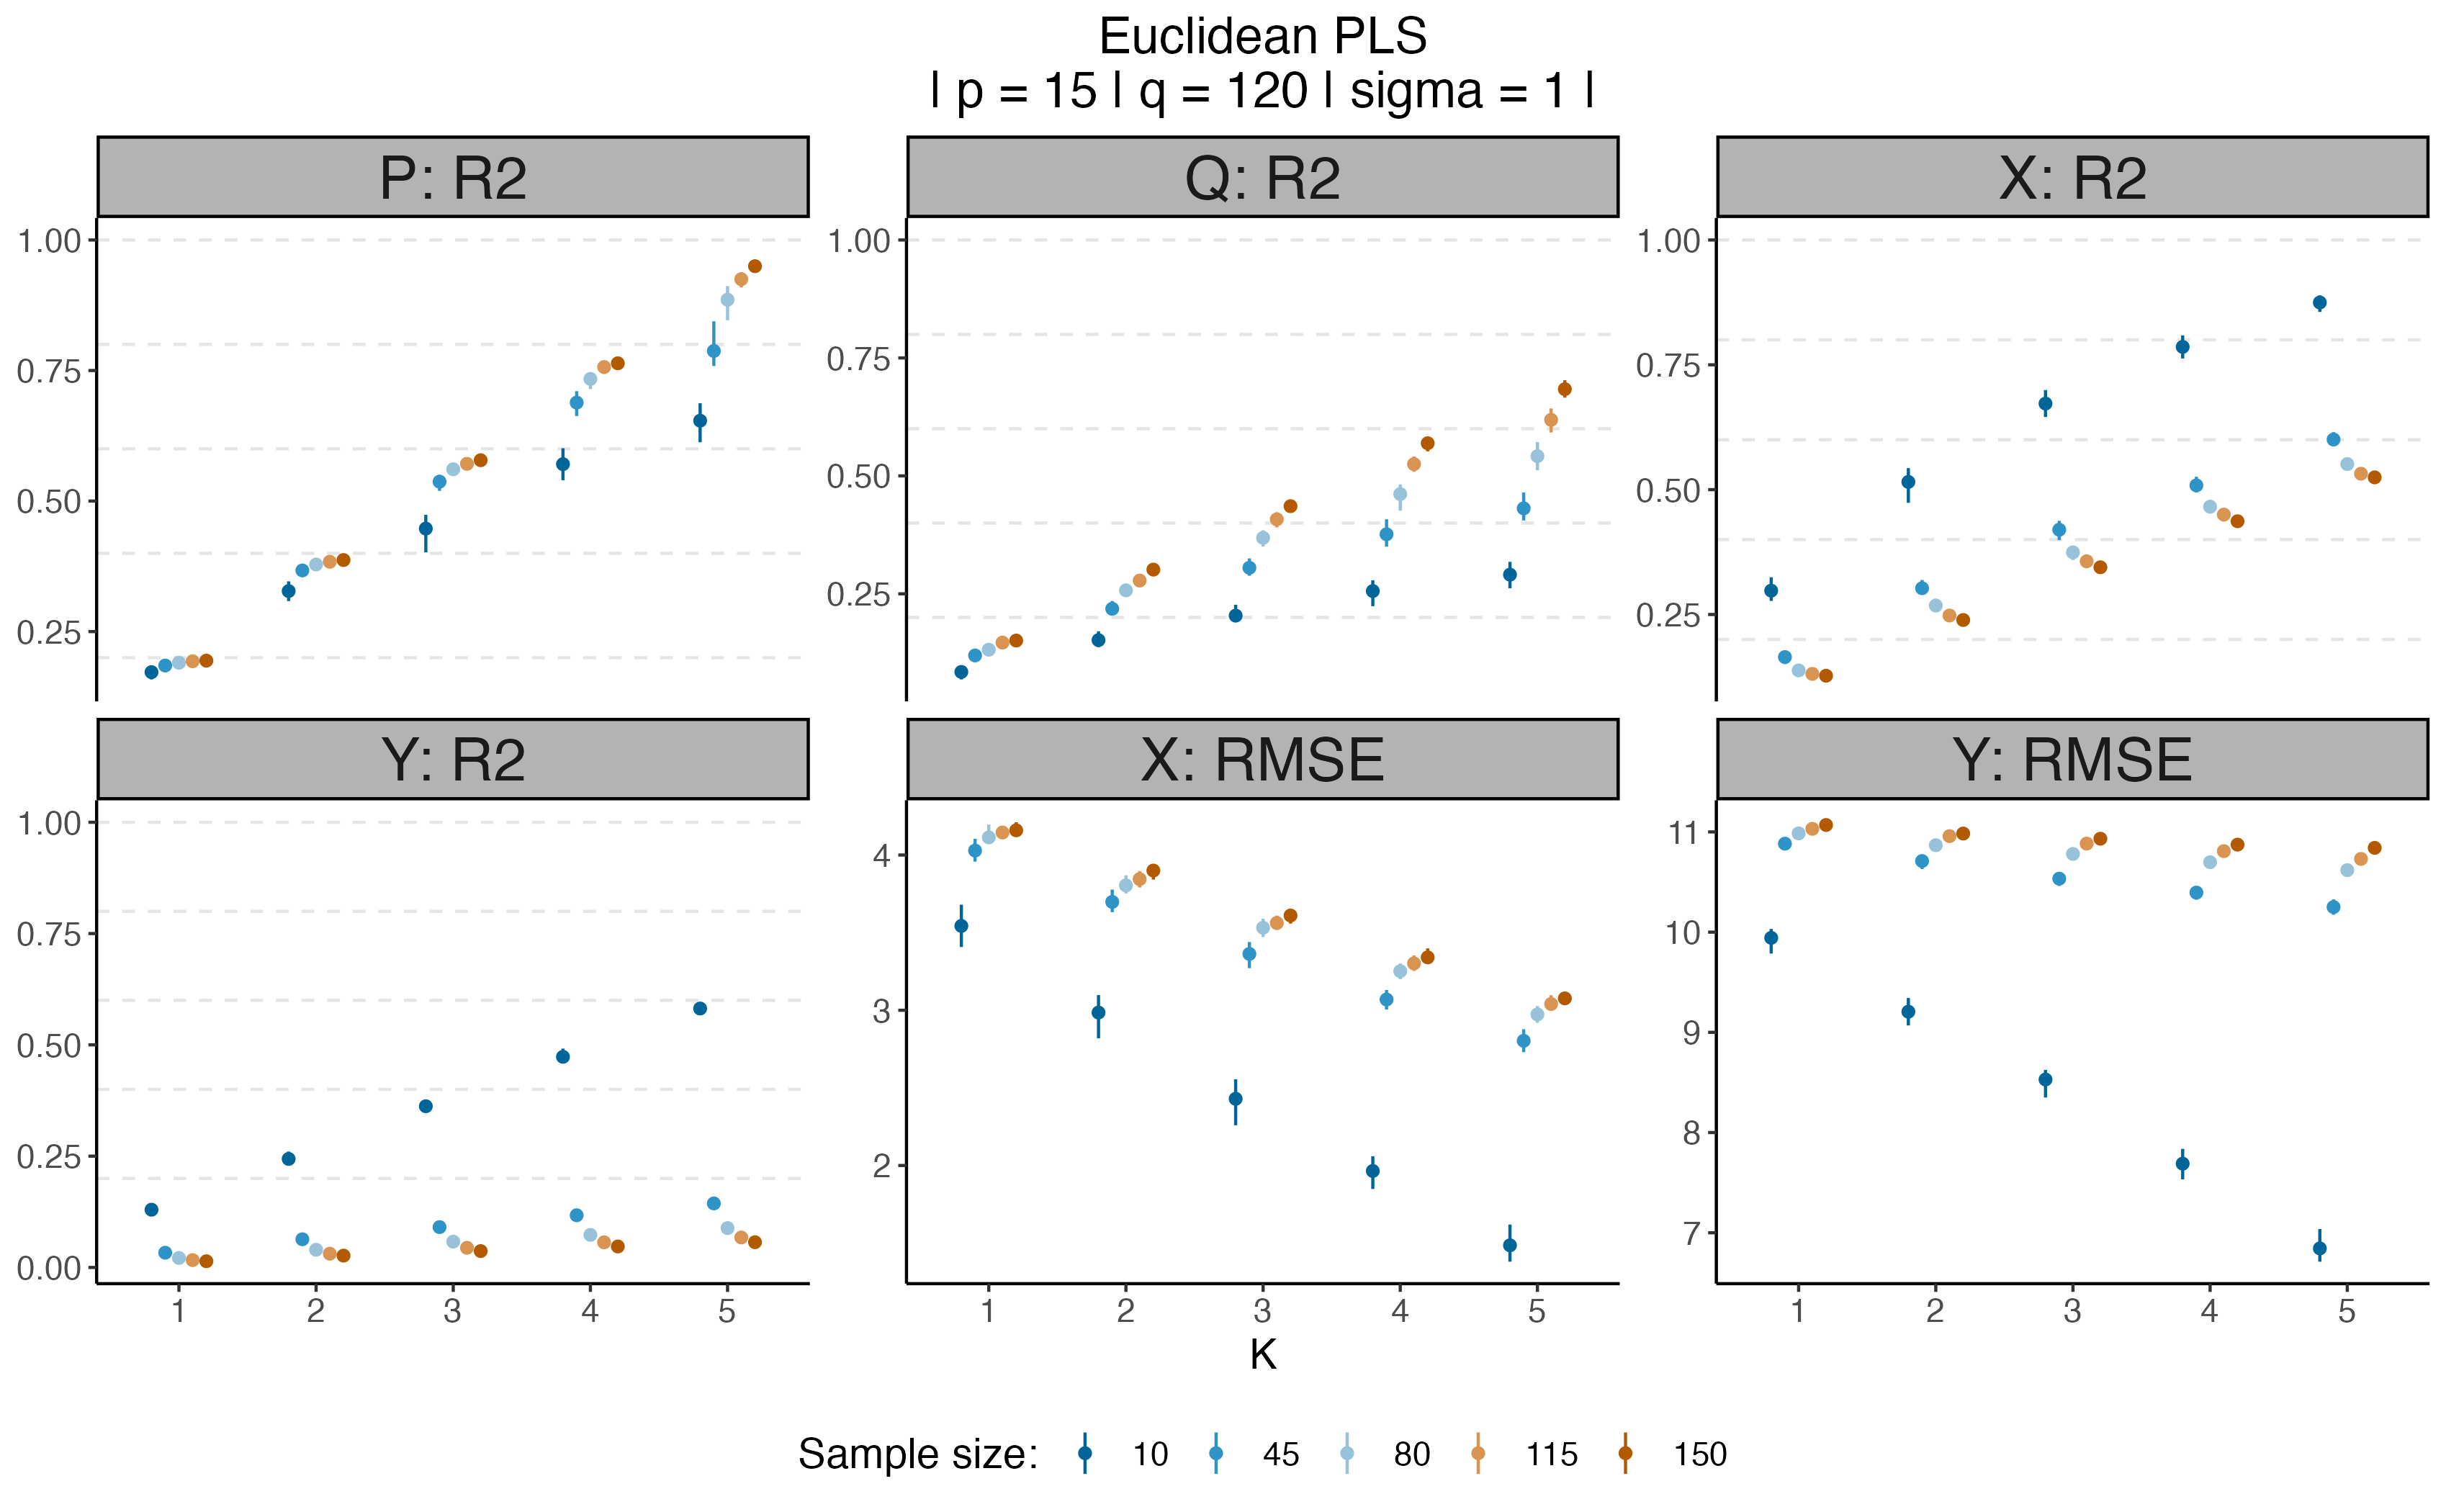 Euclidean PLS
| p = 15 | q = 120 | sigma = 1 |
P: R2
Q: R2
X: R2
1.00
0.75
0.50
0.25
1.00
0.75
0.50
0.25
1.00
0.75
0.50
0.25
Y: R2
X: RMSE
Y: RMSE
1.00
0.75
0.50
0.25
0.00
4
3
2
11
10
9
8
7
1 2 3 4 5
1 2 3 4 5
1 2 3 4 5
K
Sample size: 10 45 80 115 150